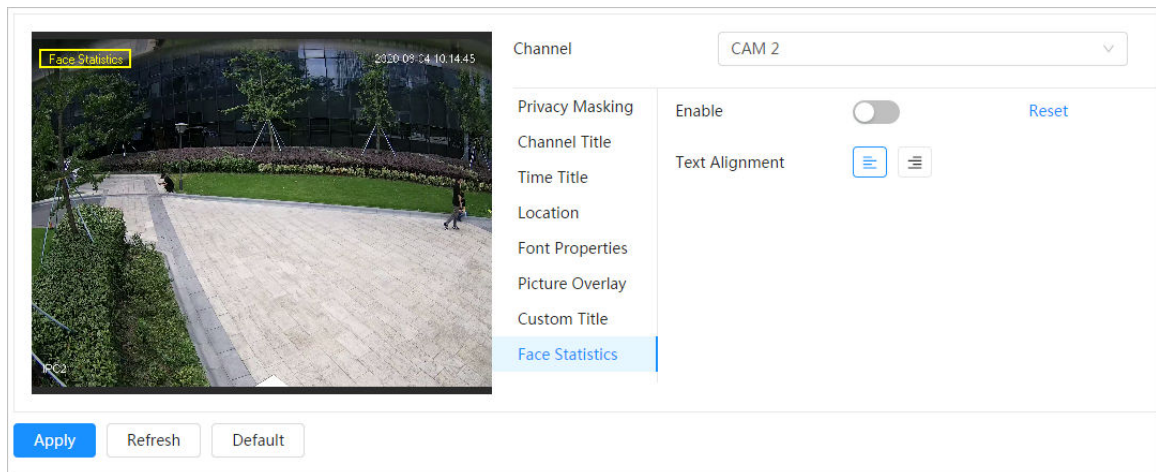 Face Statistics
2020-09-04 10:14:45
IPC2
Channel
CAM 2
Privacy Masking
Channel Title
Time Title
Location
Font Properties
Picture Overlay
Custom Title
Face Statistics
Enable
Reset
Text Alignment
Apply
Refresh
Default